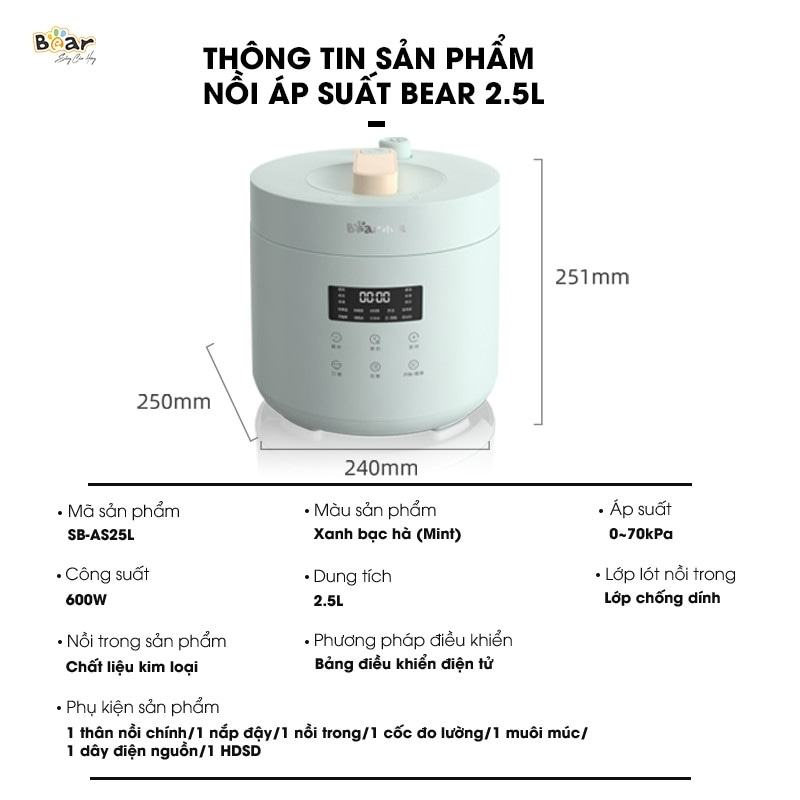 Bear
THÔNG TIN SẢN PHẨM
NỒI ÁP SUẤT BEAR 2.5L
Bear
00:00
251mm
250mm
240mm
• Mã sản phẩm
SB-AS25L
• Màu sản phẩm
Xanh bạc hà (Mint)
• Áp suất
0~70kPa
• Công suất
600W
• Dung tích
2.5L
• Lớp lót nồi trong
Lớp chống dính
• Nồi trong sản phẩm
Chất liệu kim loại
• Phương pháp điều khiển
Bảng điều khiển điện tử
• Phụ kiện sản phẩm
1 thân nồi chính/1 nắp đậy/1 nồi trong/1 cốc đo lường/1 muôi múc/
1 dây điện nguồn/1 HDSD